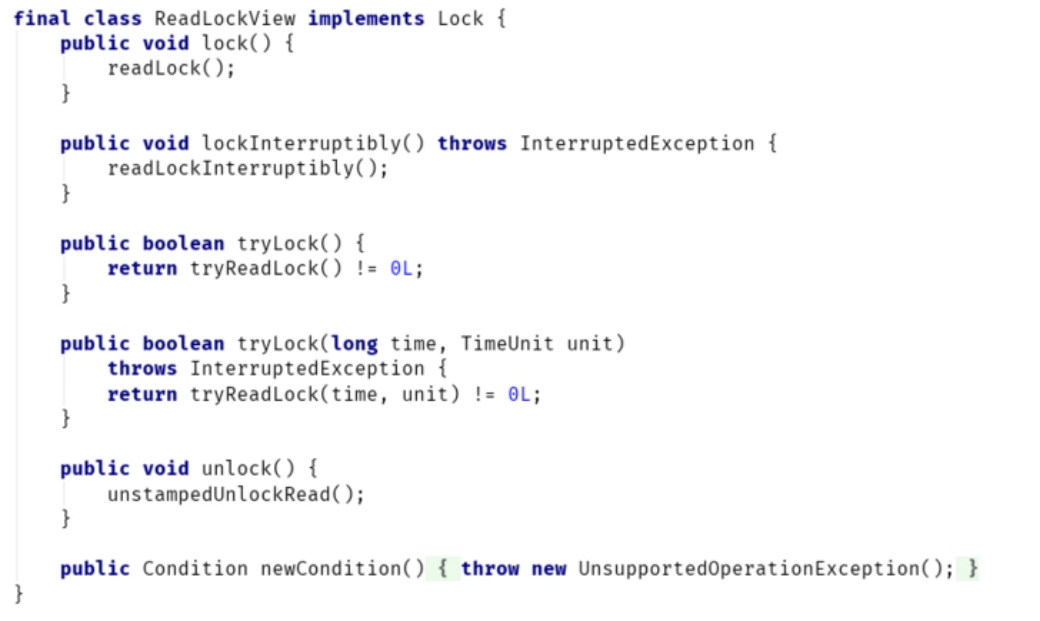 final class ReadLockView implements Lock {
    public void lock() {
        readLock();
    }

    public void lockInterruptibly() throws InterruptedException {
        readLockInterruptibly();
    }

    public boolean tryLock() {
        return tryReadLock() != 0L;
    }

    public boolean tryLock(long time, TimeUnit unit)
        throws InterruptedException {
        return tryReadLock(time, unit) != 0L;
    }

    public void unlock() {
        unstampedUnlockRead();
    }

    public Condition newCondition() { throw new UnsupportedOperationException(); }
}